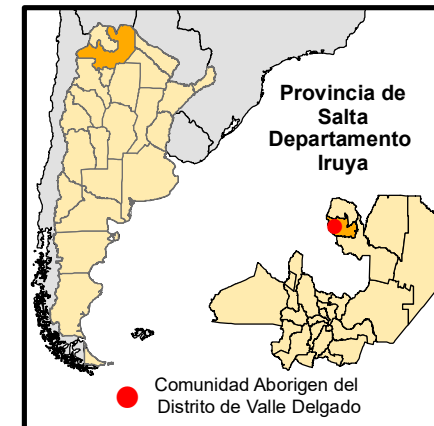 Provincia de
Salta
Departamento
Iruya
Comunidad Aborigen del
Distrito de Valle Delgado